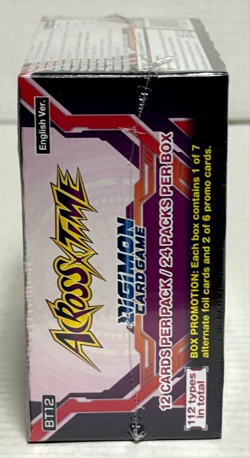 English Ver.
ACROSS TIME
DIGIMON
CARD GAME
12 CARDS PER PACK / 24 PACKS PER BOX
BOX PROMOTION: Each box contains 1 of 7
alternate foil cards and 2 of 6 promo cards.
BT12
112 types
in total